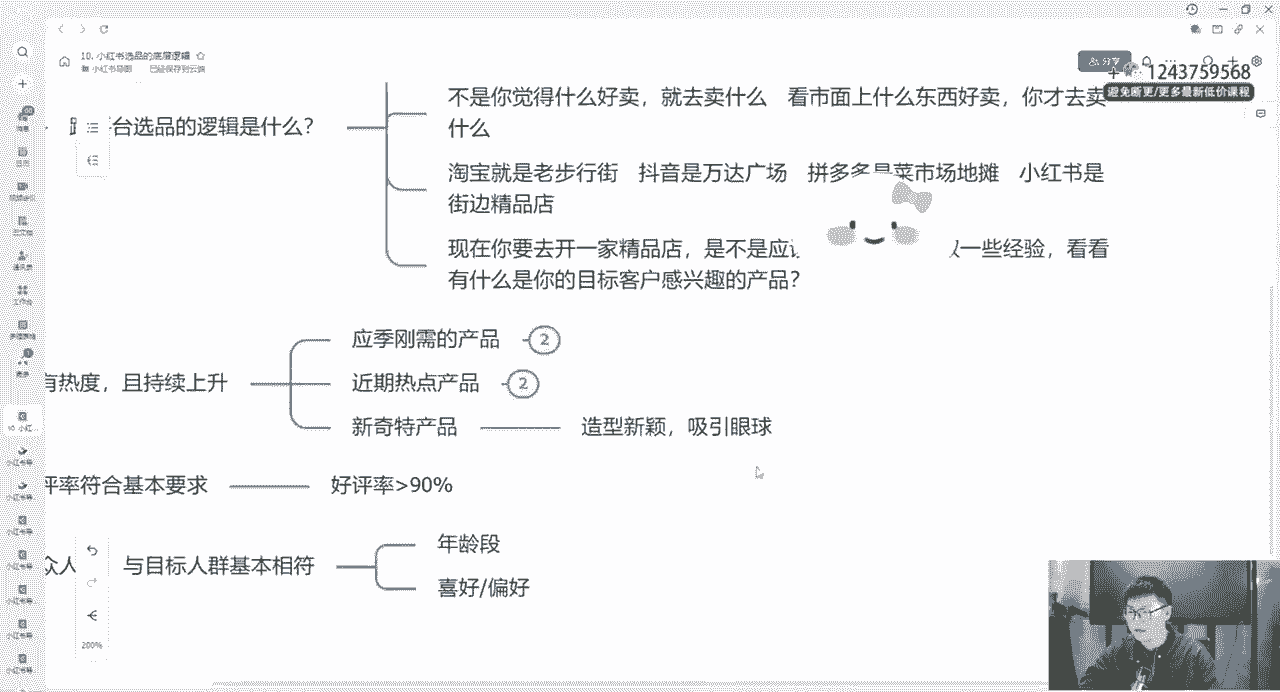 10. 小红书选品的底层逻辑
小红书导图 已经保存到云端
分享
1243759568
避免断更/更多最新低价课程
台选品的逻辑是什么？
不是你觉得什么好卖，就去卖什么 看市面上什么东西好卖，你才去卖
什么
淘宝就是老步行街 抖音是万达广场 拼多多是菜市场地摊 小红书是
街边精品店
现在你要去开一家精品店，是不是应 一些经验，看看
有什么是你的目标客户感兴趣的产品？
有热度，且持续上升
应季刚需的产品 2
近期热点产品 2
新奇特产品
造型新颖，吸引眼球
评率符合基本要求
好评率>90%
众人
与目标人群基本相符
年龄段
喜好/偏好
200%